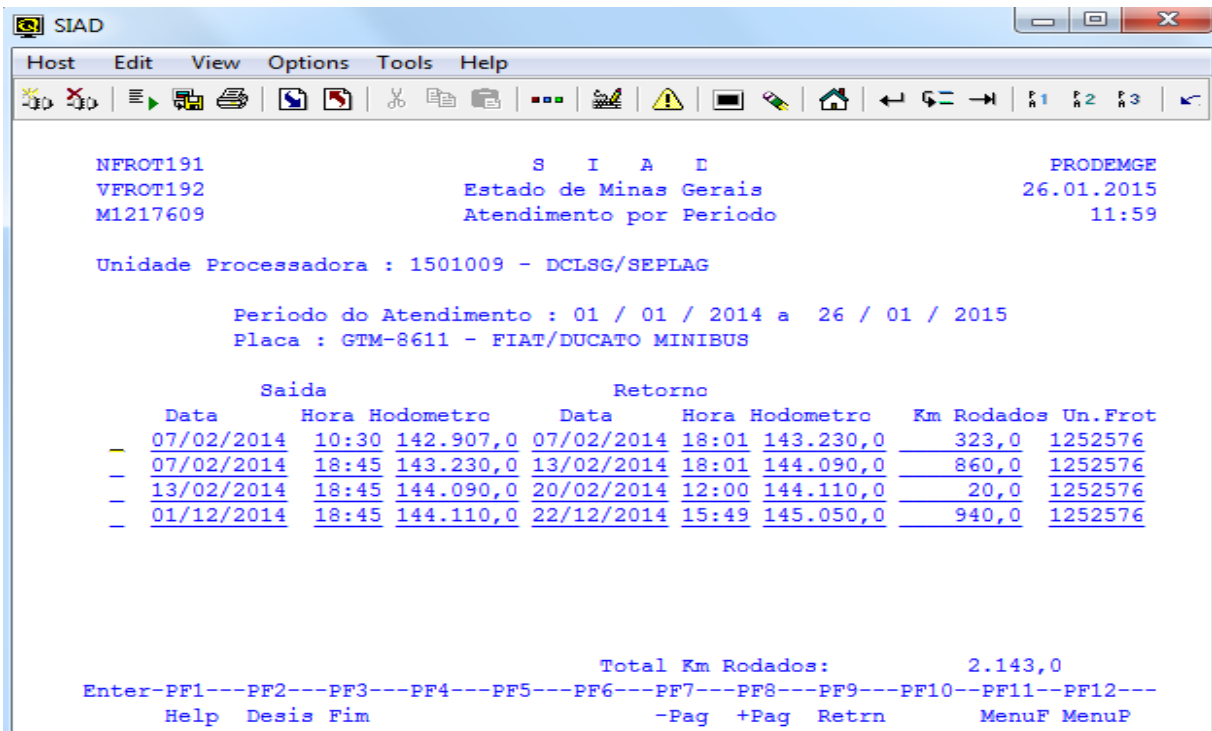 SIAD
Host Edit View Options Tools Help
NFROT191 S I A D PRODEMGE
VFROT192 Estado de Minas Gerais 26.01.2015
M1217609 Atendimento por Periodo 11:59
Unidade Processadora : 1501009 - DCLSG/SEPLAG
Periodo do Atendimento : 01 / 01 / 2014 a 26 / 01 / 2015
Placa : GTM-8611 - FIAT/DUCATO MINIBUS
Saida Retorno
Data Hora Hodometro Data Hora Hodometro Km Rodados Un.Frot
_ 07/02/2014 10:30 142.907,0 07/02/2014 18:01 143.230,0 323,0 1252576
_ 07/02/2014 18:45 143.230,0 13/02/2014 18:01 144.090,0 860,0 1252576
_ 13/02/2014 18:45 144.090,0 20/02/2014 12:00 144.110,0 20,0 1252576
_ 01/12/2014 18:45 144.110,0 22/12/2014 15:49 145.050,0 940,0 1252576
Total Km Rodados: 2.143,0
Enter-PF1---PF2---PF3---PF4---PF5---PF6---PF7---PF8---PF9---PF10--PF11--PF12---
Help Desis Fim -Pag +Pag Retrn MenuF MenuP